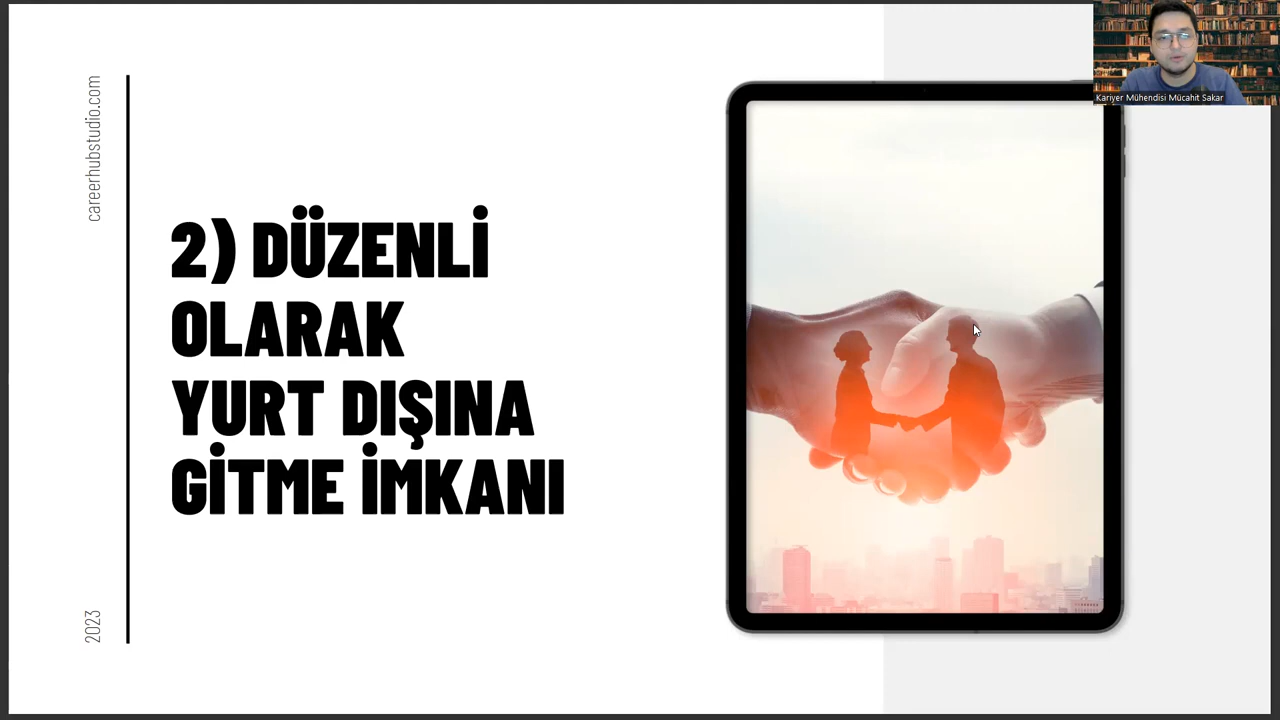 careerhubstudio.com
2) DÜZENLİ
OLARAK
YURT DIŞINA
GİTME İMKANI
2023
Kariyer Mühendisi Mücahit Sakar